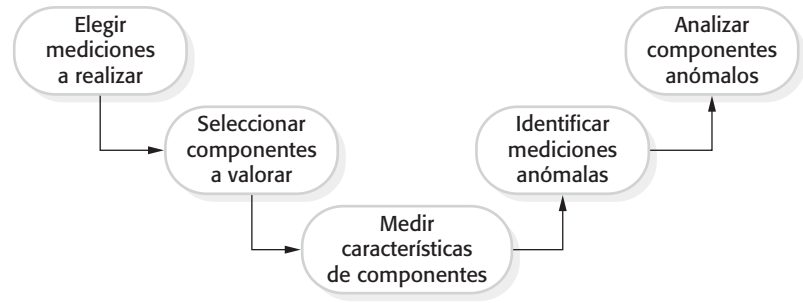 Elegir
mediciones
a realizar
Seleccionar
componentes
a valorar
Medir
características
de componentes
Identificar
mediciones
anómalas
Analizar
componentes
anómalos